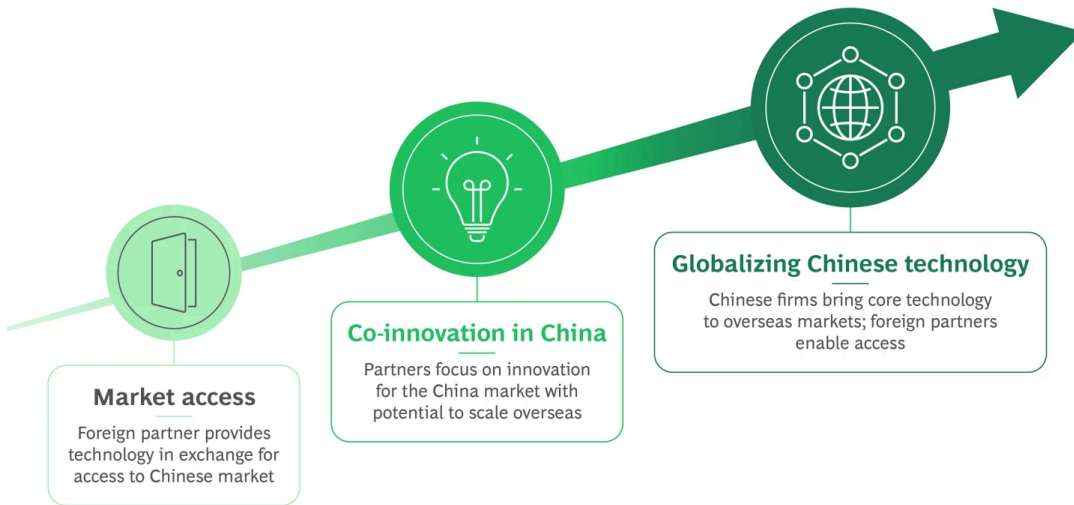 Market access
Foreign partner provides
technology in exchange for
access to Chinese market
Co-innovation in China
Partners focus on innovation
for the China market with
potential to scale overseas
Globalizing Chinese technology
Chinese firms bring core technology
to overseas markets; foreign partners
enable access